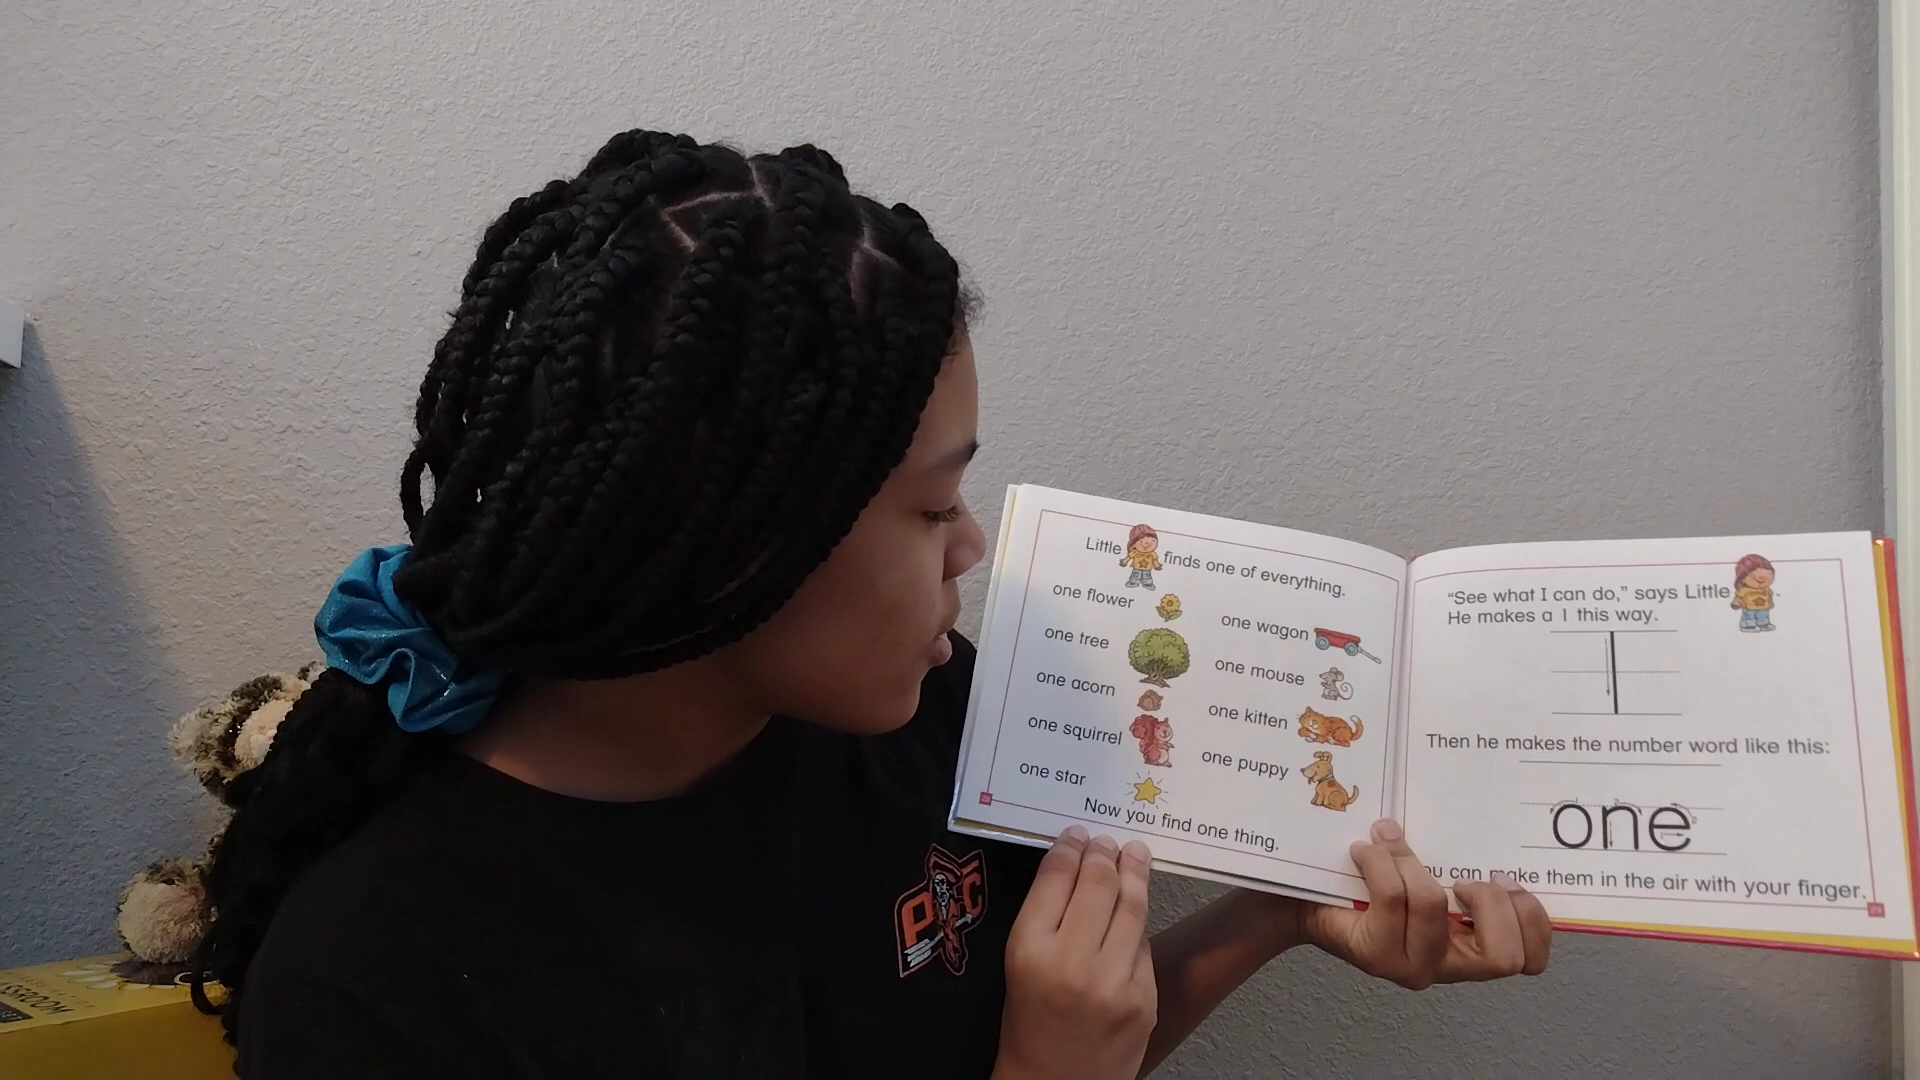 Little finds one of everything.
one flower
one tree
one acorn
one squirrel
one star
one wagon
one mouse
one kitten
one puppy
Now you find one thing.
28
"See what I can do," says Little .
He makes a 1 this way.
1
Then he makes the number word like this:
one
can make them in the air with your finger.
29
P C